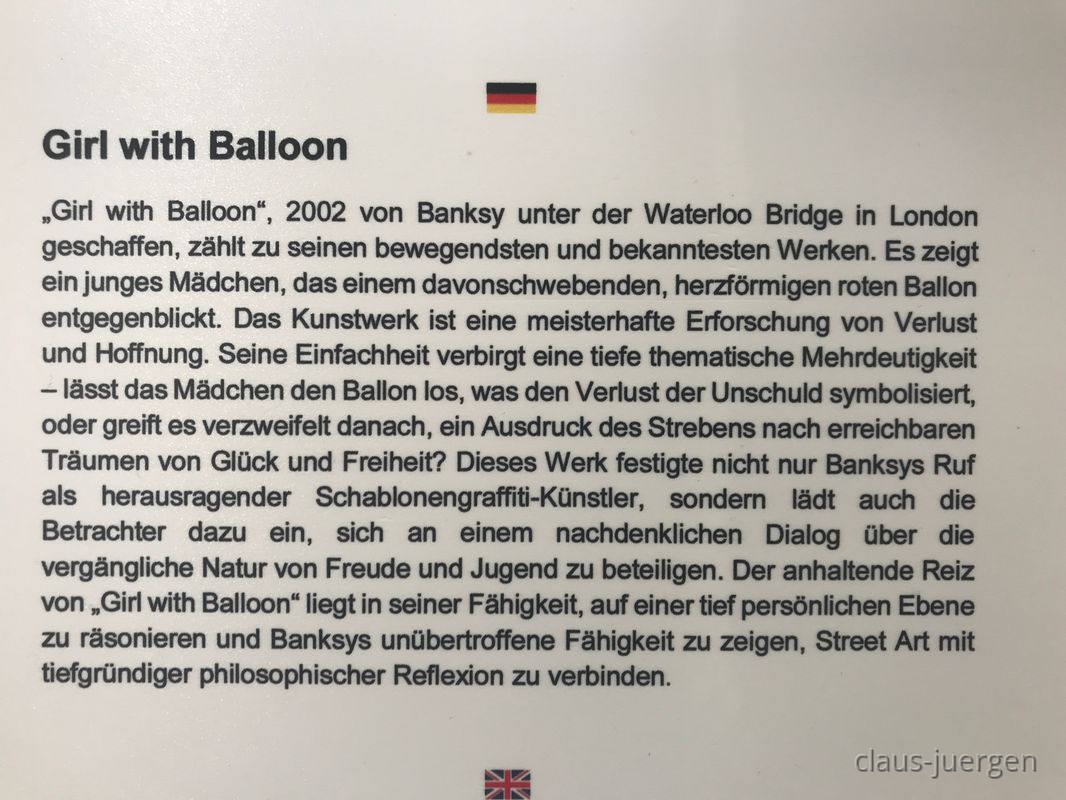 Girl with Balloon
„Girl with Balloon“, 2002 von Banksy unter der Waterloo Bridge in London
geschaffen, zählt zu seinen bewegendsten und bekanntesten Werken. Es zeigt
ein junges Mädchen, das einem davonschwebenden, herzförmigen roten Ballon
entgegenblickt. Das Kunstwerk ist eine meisterhafte Erforschung von Verlust
und Hoffnung. Seine Einfachheit verbirgt eine tiefe thematische Mehrdeutigkeit
– lässt das Mädchen den Ballon los, was den Verlust der Unschuld symbolisiert,
oder greift es verzweifelt danach, ein Ausdruck des Strebens nach erreichbaren
Träumen von Glück und Freiheit? Dieses Werk festigte nicht nur Banksys Ruf
als herausragender Schablonengraffiti-Künstler, sondern lädt auch die
Betrachter dazu ein, sich an einem nachdenklichen Dialog über die
vergängliche Natur von Freude und Jugend zu beteiligen. Der anhaltende Reiz
von „Girl with Balloon“ liegt in seiner Fähigkeit, auf einer tief persönlichen Ebene
zu räsonieren und Banksys unübertroffene Fähigkeit zu zeigen, Street Art mit
tiefgründiger philosophischer Reflexion zu verbinden.
claus-juergen